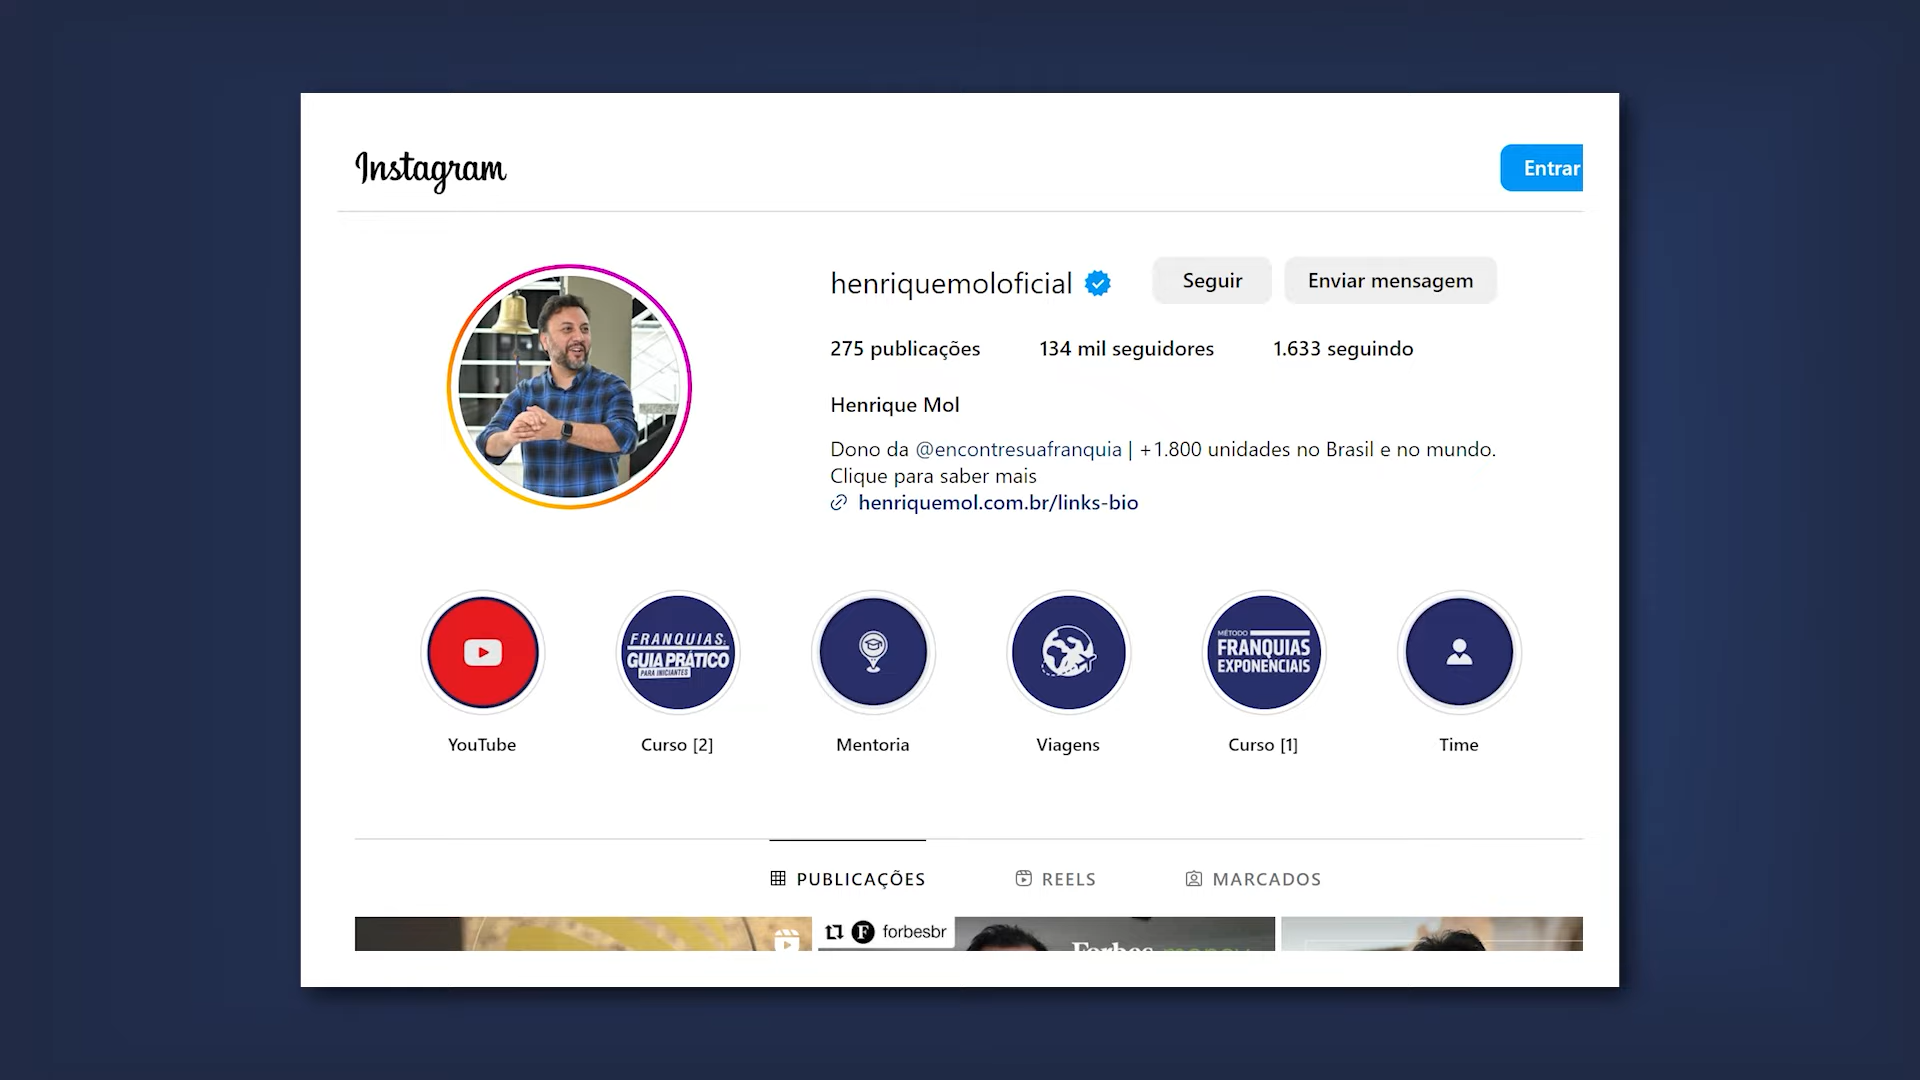 Instagram
Entrar
henriquemoloficial
Seguir
Enviar mensagem
275 publicações
134 mil seguidores
1.633 seguindo
Henrique Mol
Dono da @encontresuafranquia | +1.800 unidades no Brasil e no mundo.
Clique para saber mais
henriquemol.com.br/links-bio
FRANQUIAS:
GUIA PRÁTICO
PARA INICIANTES
MÉTODO
FRANQUIAS
EXPONENCIAIS
YouTube
Curso [2]
Mentoria
Viagens
Curso [1]
Time
PUBLICAÇÕES
REELS
MARCADOS
F
forbesbr
Forbes money